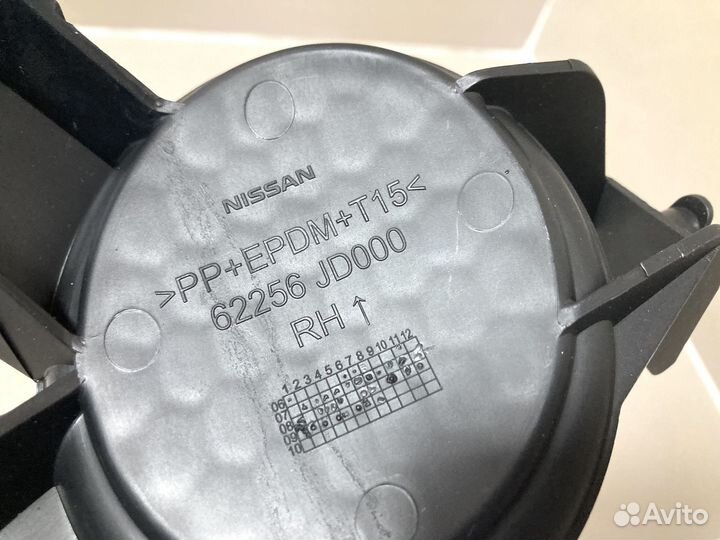 NISSAN
>PP+EPDM+T15<
62256 JD000
RH ↑
1 2 3 4 5 6 7 8 9 10 11 12
06
07
08
09
10
Avito